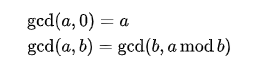 gcd(a, 0) = a
gcd(a, b) = gcd(b, a mod b)